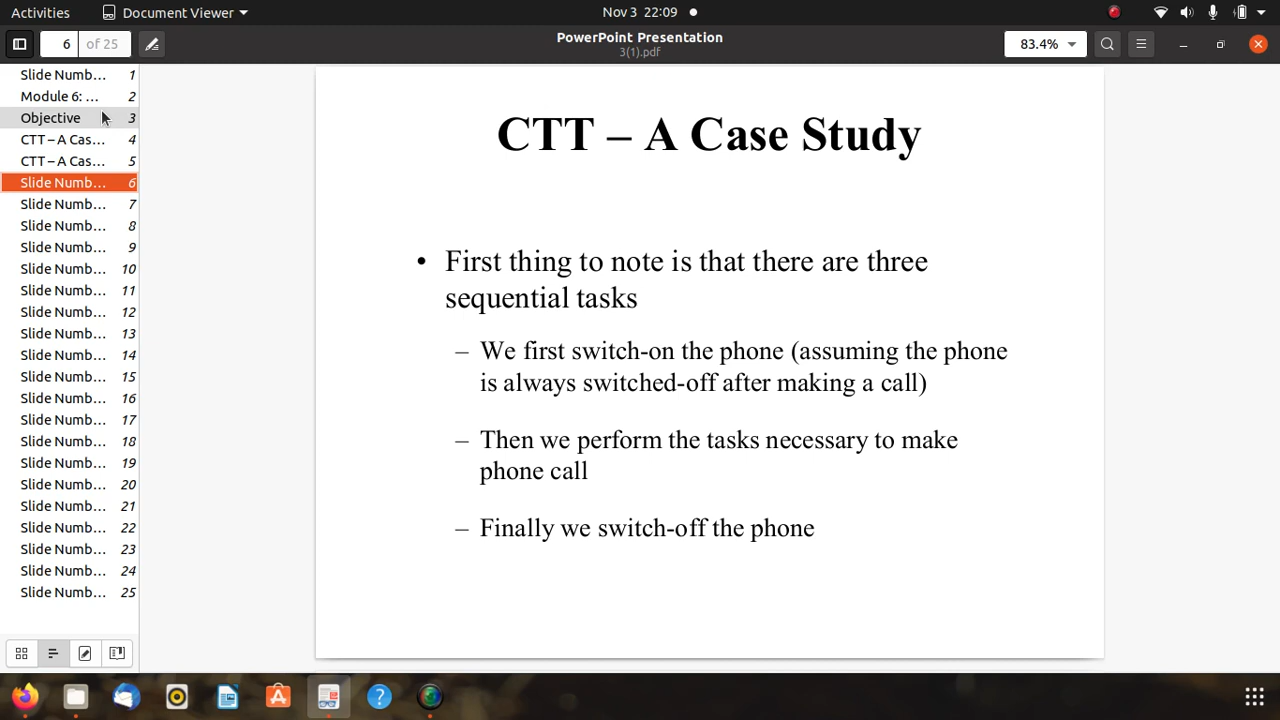 Activities Document Viewer Nov 3 22:09
6 of 25 PowerPoint Presentation 83.4%
3(1).pdf
Slide Numb... 1
Module 6: ... 2
Objective 3
CTT – A Cas... 4
CTT – A Cas... 5
Slide Numb... 6
Slide Numb... 7
Slide Numb... 8
Slide Numb... 9
Slide Numb... 10
Slide Numb... 11
Slide Numb... 12
Slide Numb... 13
Slide Numb... 14
Slide Numb... 15
Slide Numb... 16
Slide Numb... 17
Slide Numb... 18
Slide Numb... 19
Slide Numb... 20
Slide Numb... 21
Slide Numb... 22
Slide Numb... 23
Slide Numb... 24
Slide Numb... 25
CTT – A Case Study
• First thing to note is that there are three
sequential tasks
– We first switch-on the phone (assuming the phone
is always switched-off after making a call)
– Then we perform the tasks necessary to make
phone call
– Finally we switch-off the phone